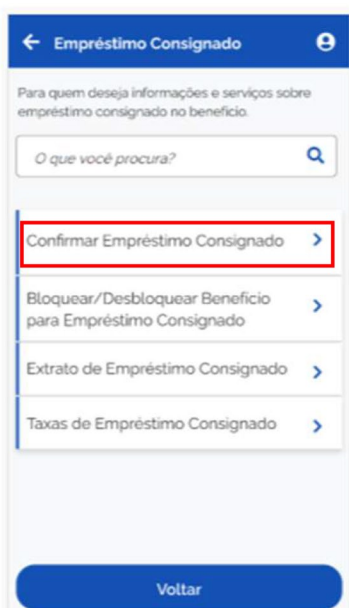 Empréstimo Consignado
Para quem deseja informações e serviços sobre
empréstimo consignado no benefício.
O que você procura?
Confirmar Empréstimo Consignado
Bloquear/Desbloquear Benefício
para Empréstimo Consignado
Extrato de Empréstimo Consignado
Taxas de Empréstimo Consignado
Voltar